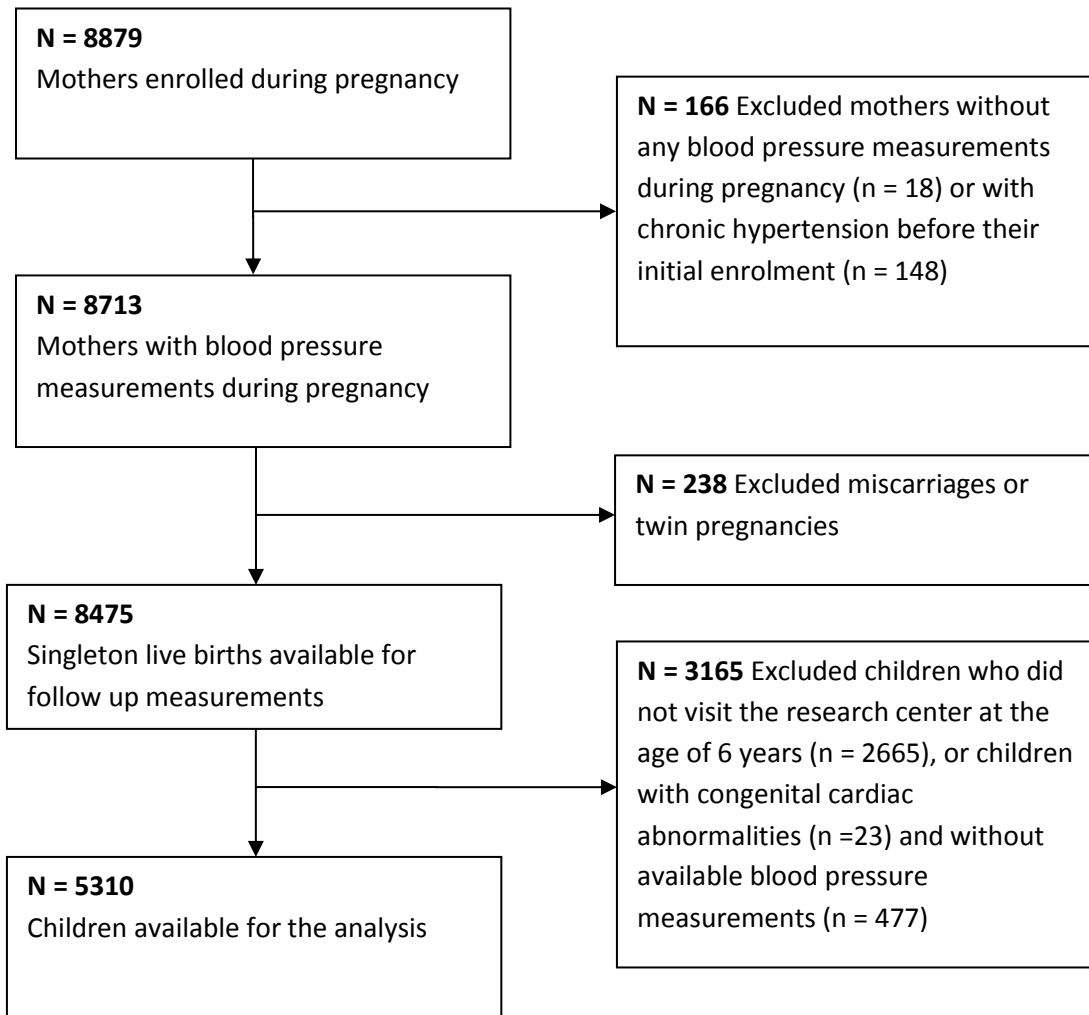 N = 8879
Mothers enrolled during pregnancy
N = 166 Excluded mothers without
any blood pressure measurements
during pregnancy (n = 18) or with
chronic hypertension before their
initial enrolment (n = 148)
N = 8713
Mothers with blood pressure
measurements during pregnancy
N = 238 Excluded miscarriages or
twin pregnancies
N = 8475
Singleton live births available for
follow up measurements
N = 3165 Excluded children who did
not visit the research center at the
age of 6 years (n = 2665), or children
with congenital cardiac
abnormalities (n =23) and without
available blood pressure
measurements (n = 477)
N = 5310
Children available for the analysis